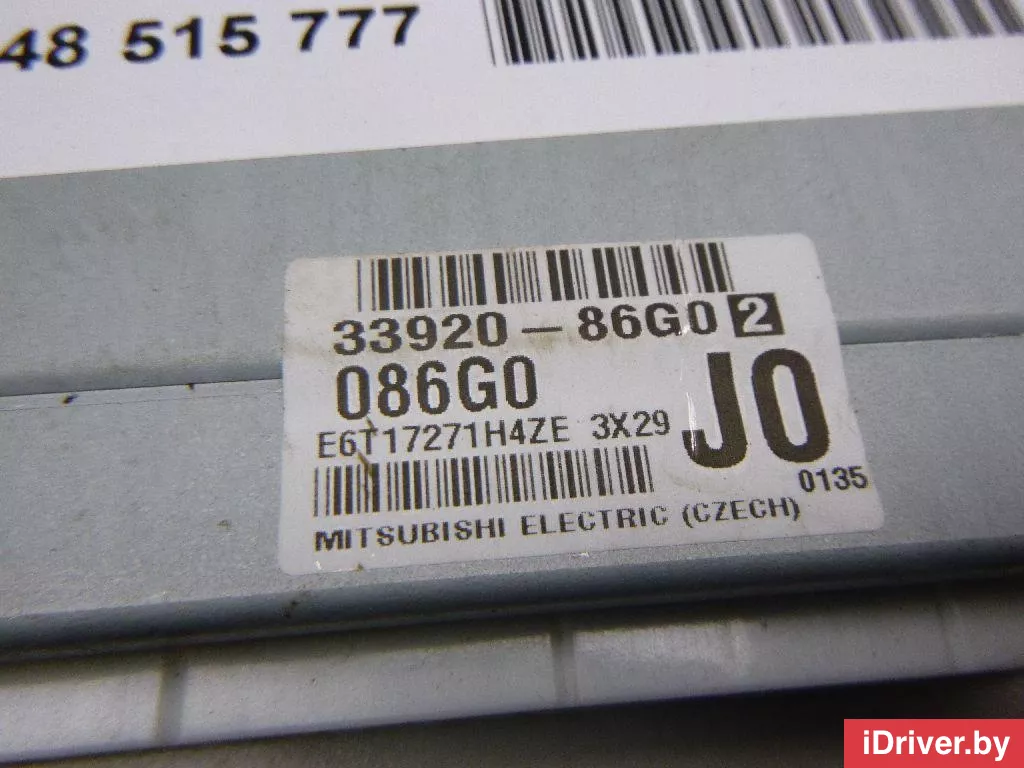 48 515 777
33920-86G0 2
086G0
E6T17271H4ZE 3X29
J0
0135
MITSUBISHI ELECTRIC (CZECH)
iDriver.by